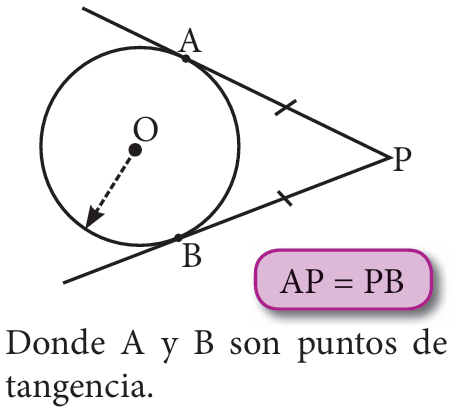 A
O
P
B
AP = PB
Donde A y B son puntos de
tangencia.